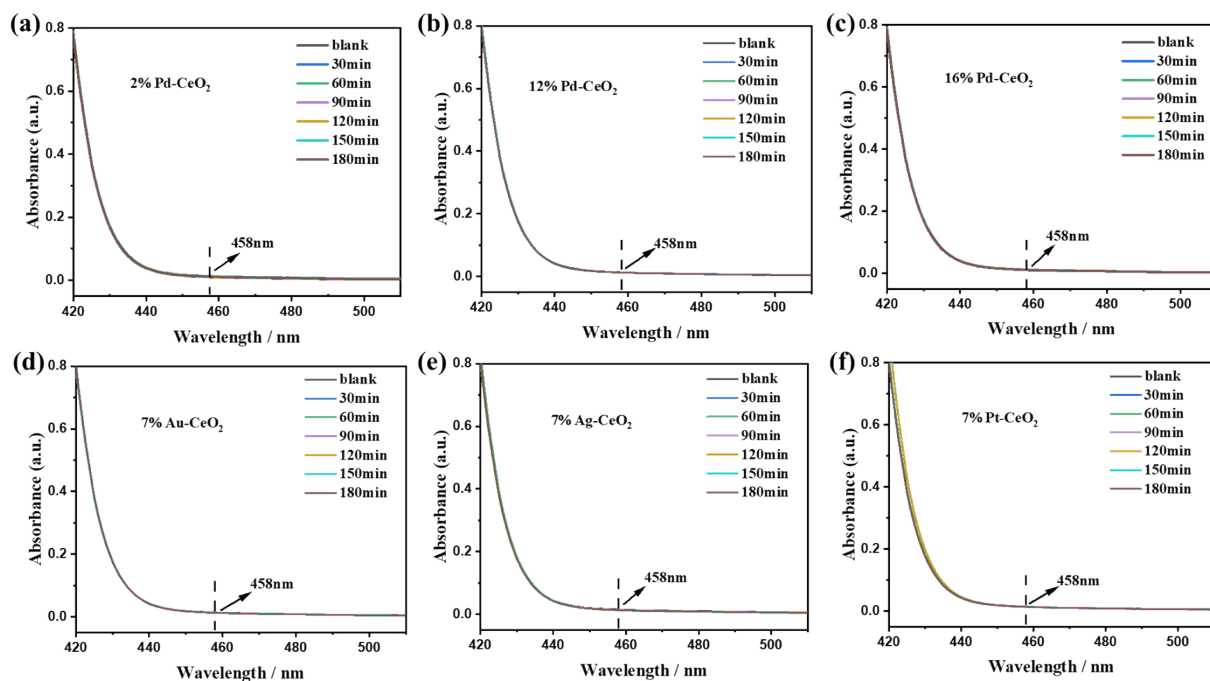 (a)
0.8
0.6
0.4
0.2
0.0
Absorbance (a.u.)
2% Pd-CeO₂
blank
30min
60min
90min
120min
150min
180min
458nm
420
440
460
480
500
Wavelength / nm
(b)
0.8
0.6
0.4
0.2
0.0
Absorbance (a.u.)
12% Pd-CeO₂
blank
30min
60min
90min
120min
150min
180min
458nm
420
440
460
480
500
Wavelength / nm
(c)
0.8
0.6
0.4
0.2
0.0
Absorbance (a.u.)
16% Pd-CeO₂
blank
30min
60min
90min
120min
150min
180min
458nm
420
440
460
480
500
Wavelength / nm
(d)
0.8
0.6
0.4
0.2
0.0
Absorbance (a.u.)
7% Au-CeO₂
blank
30min
60min
90min
120min
150min
180min
458nm
420
440
460
480
500
Wavelength / nm
(e)
0.8
0.6
0.4
0.2
0.0
Absorbance (a.u.)
7% Ag-CeO₂
blank
30min
60min
90min
120min
150min
180min
458nm
420
440
460
480
500
Wavelength / nm
(f)
0.8
0.6
0.4
0.2
0.0
Absorbance (a.u.)
7% Pt-CeO₂
blank
30min
60min
90min
120min
150min
180min
458nm
420
440
460
480
500
Wavelength / nm